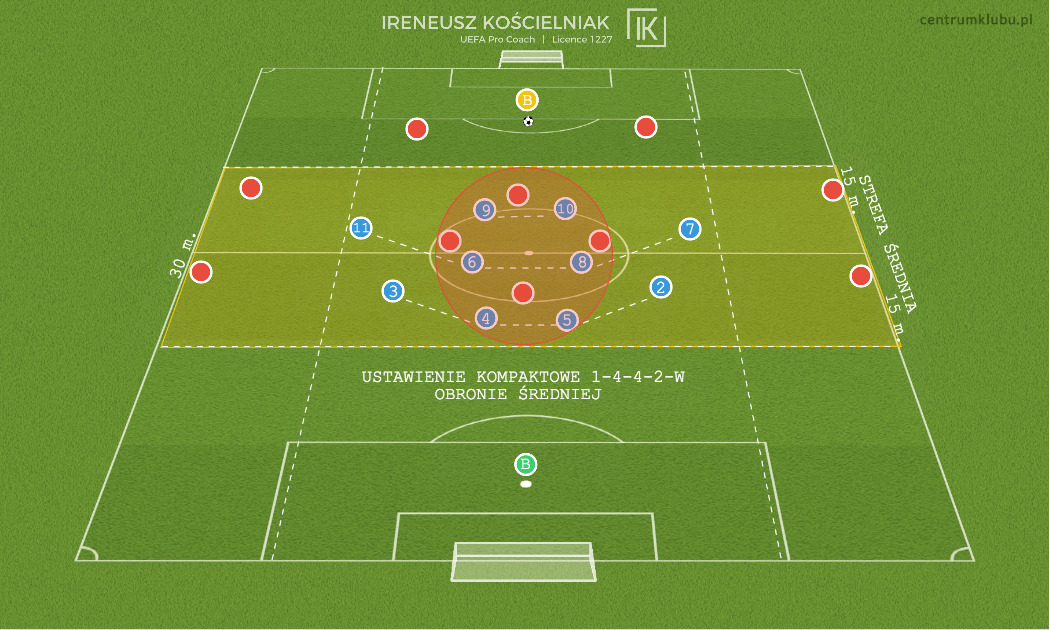 IRENEUSZ KOŚCIELNIAK
UEFA Pro Coach | Licence 1227
IK
centrumklubu.pl
B
9
10
11
7
6
8
3
2
4
5
30 m.
15 m.
STREFA ŚREDNIA
15 m.
USTAWIENIE KOMPAKTOWE 1-4-4-2-W
OBRONIE ŚREDNIEJ
B